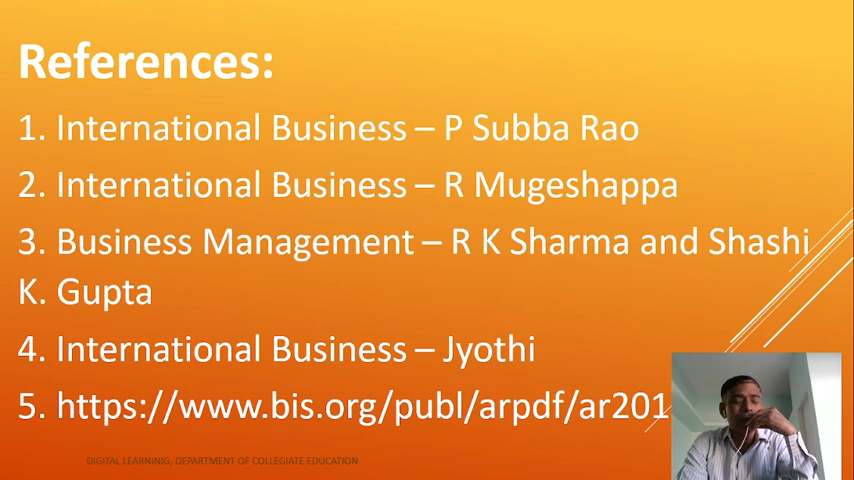 References:
1. International Business – P Subba Rao
2. International Business – R Mugeshappa
3. Business Management – R K Sharma and Shashi
K. Gupta
4. International Business – Jyothi
5. https://www.bis.org/publ/arpdf/ar201
DIGITAL LEARNINIG, DEPARTMENT OF COLLEGIATE EDUCATION